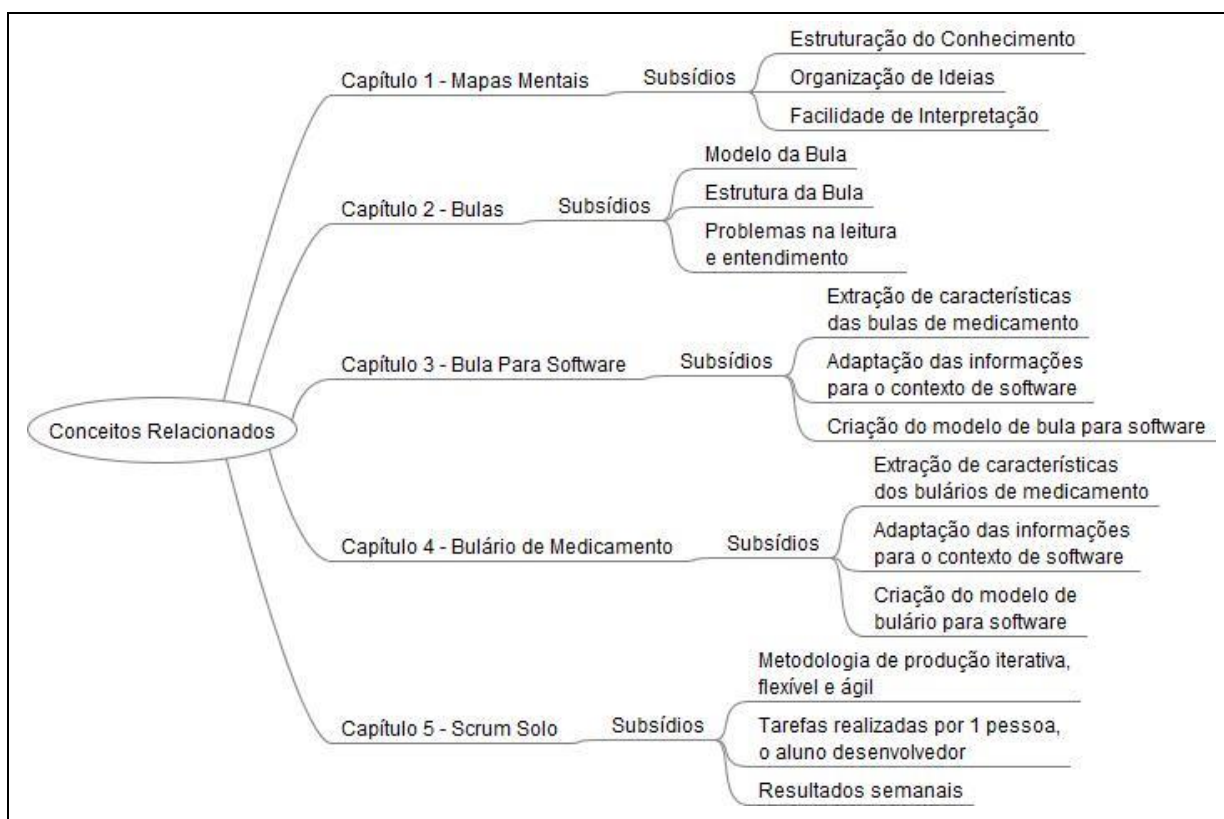 Conceitos Relacionados
Capítulo 1 - Mapas Mentais
Subsídios
Estruturação do Conhecimento
Organização de Ideias
Facilidade de Interpretação
Capítulo 2 - Bulas
Subsídios
Modelo da Bula
Estrutura da Bula
Problemas na leitura
e entendimento
Capítulo 3 - Bula Para Software
Subsídios
Extração de características
das bulas de medicamento
Adaptação das informações
para o contexto de software
Criação do modelo de bula para software
Capítulo 4 - Bulário de Medicamento
Subsídios
Extração de características
dos bulários de medicamento
Adaptação das informações
para o contexto de software
Criação do modelo de
bulário para software
Capítulo 5 - Scrum Solo
Subsídios
Metodologia de produção iterativa,
flexível e ágil
Tarefas realizadas por 1 pessoa,
o aluno desenvolvedor
Resultados semanais